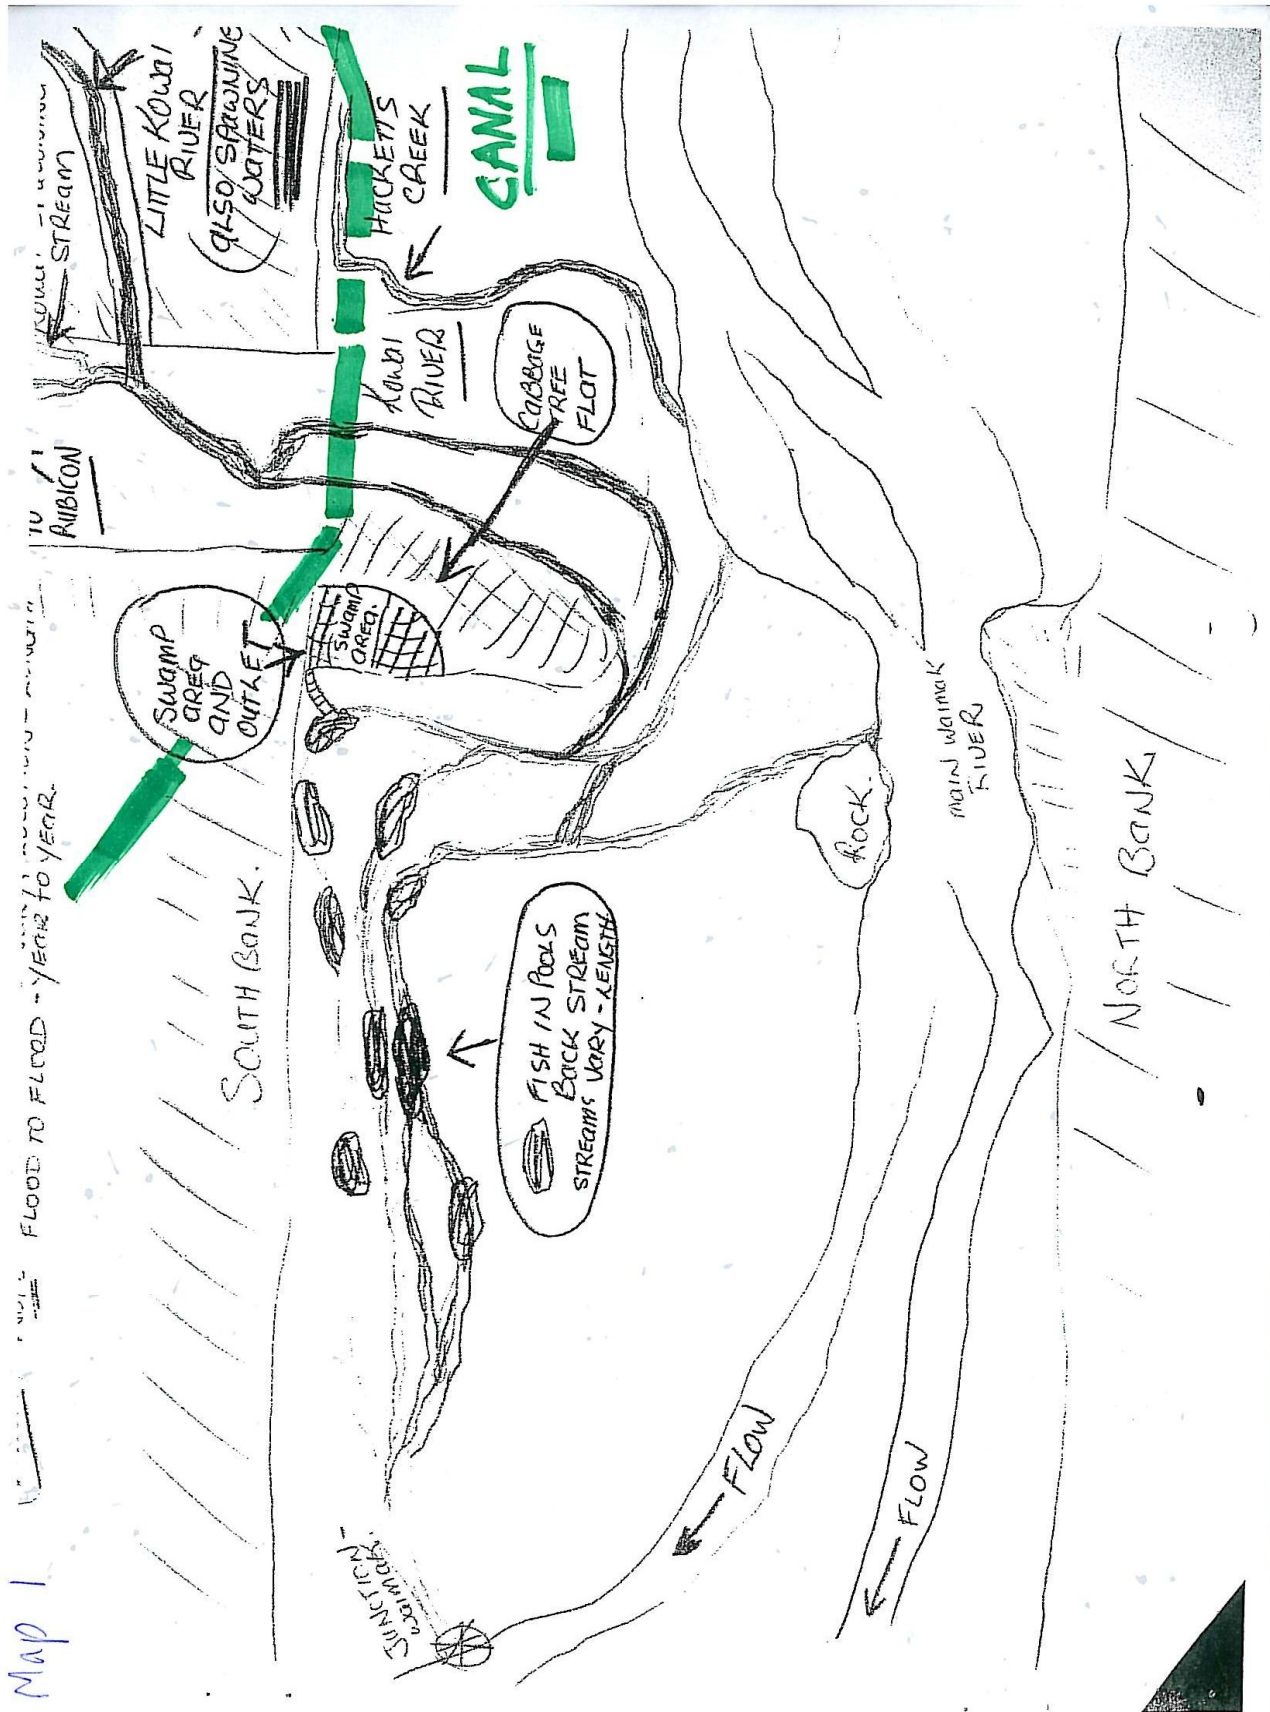 Map 1
FLOOD TO FLOOD - YEAR TO YEAR.
STREAM
LITTLE KOWAI
RIVER
ALSO/SPAWNING
WATERS
HACKETTS
CREEK
CANAL
RUBICON
KOWAI
RIVER
CABBAGE
TREE
FLAT
SWAMP
AREA
AND
OUTLET
SWAMP
AREA.
SOUTH BANK.
FISH IN POOLS
BACK STREAM
STREAMS VARY - LENGTH
ROCK.
MAIN WAIMAK
RIVER
NORTH BANK
JUNCTION -
WAIMAK.
FLOW
FLOW